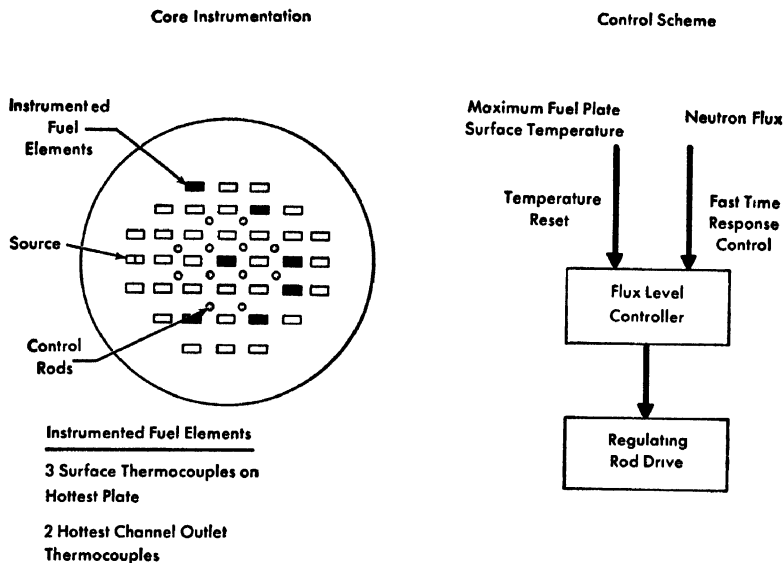 Core Instrumentation
Instrumented
Fuel
Elements
Source
Control
Rods
Instrumented Fuel Elements
3 Surface Thermocouples on
Hottest Plate
2 Hottest Channel Outlet
Thermocouples
Control Scheme
Maximum Fuel Plate
Surface Temperature
Neutron Flux
Temperature
Reset
Fast Time
Response
Control
Flux Level
Controller
Regulating
Rod Drive